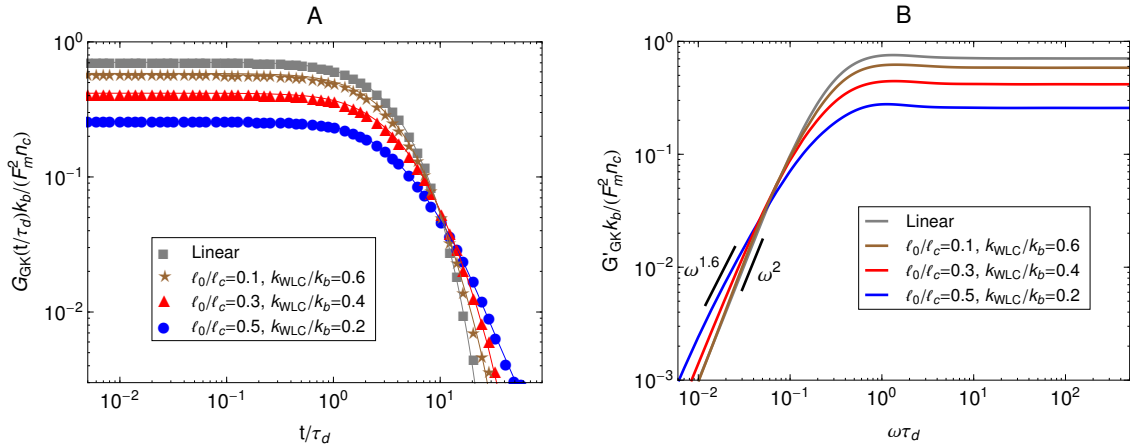 A
G_GK(t/τ_d)k_b/(F_m^2 n_c)
10^0
10^−1
10^−2
Linear
ℓ_0/ℓ_c=0.1, k_WLC/k_b=0.6
ℓ_0/ℓ_c=0.3, k_WLC/k_b=0.4
ℓ_0/ℓ_c=0.5, k_WLC/k_b=0.2
10^−2 10^−1 10^0 10^1
t/τ_d
B
G'_GK k_b/(F_m^2 n_c)
10^0
10^−1
10^−2
10^−3
ω^1.6
ω^2
Linear
ℓ_0/ℓ_c=0.1, k_WLC/k_b=0.6
ℓ_0/ℓ_c=0.3, k_WLC/k_b=0.4
ℓ_0/ℓ_c=0.5, k_WLC/k_b=0.2
10^−2 10^−1 10^0 10^1 10^2
ωτ_d